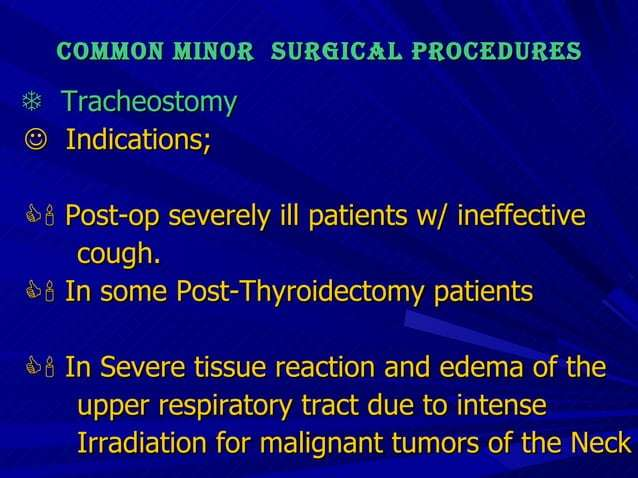 COMMON MINOR SURGICAL PROCEDURES
Tracheostomy
Indications;
Post-op severely ill patients w/ ineffective
cough.
In some Post-Thyroidectomy patients
In Severe tissue reaction and edema of the
upper respiratory tract due to intense
Irradiation for malignant tumors of the Neck